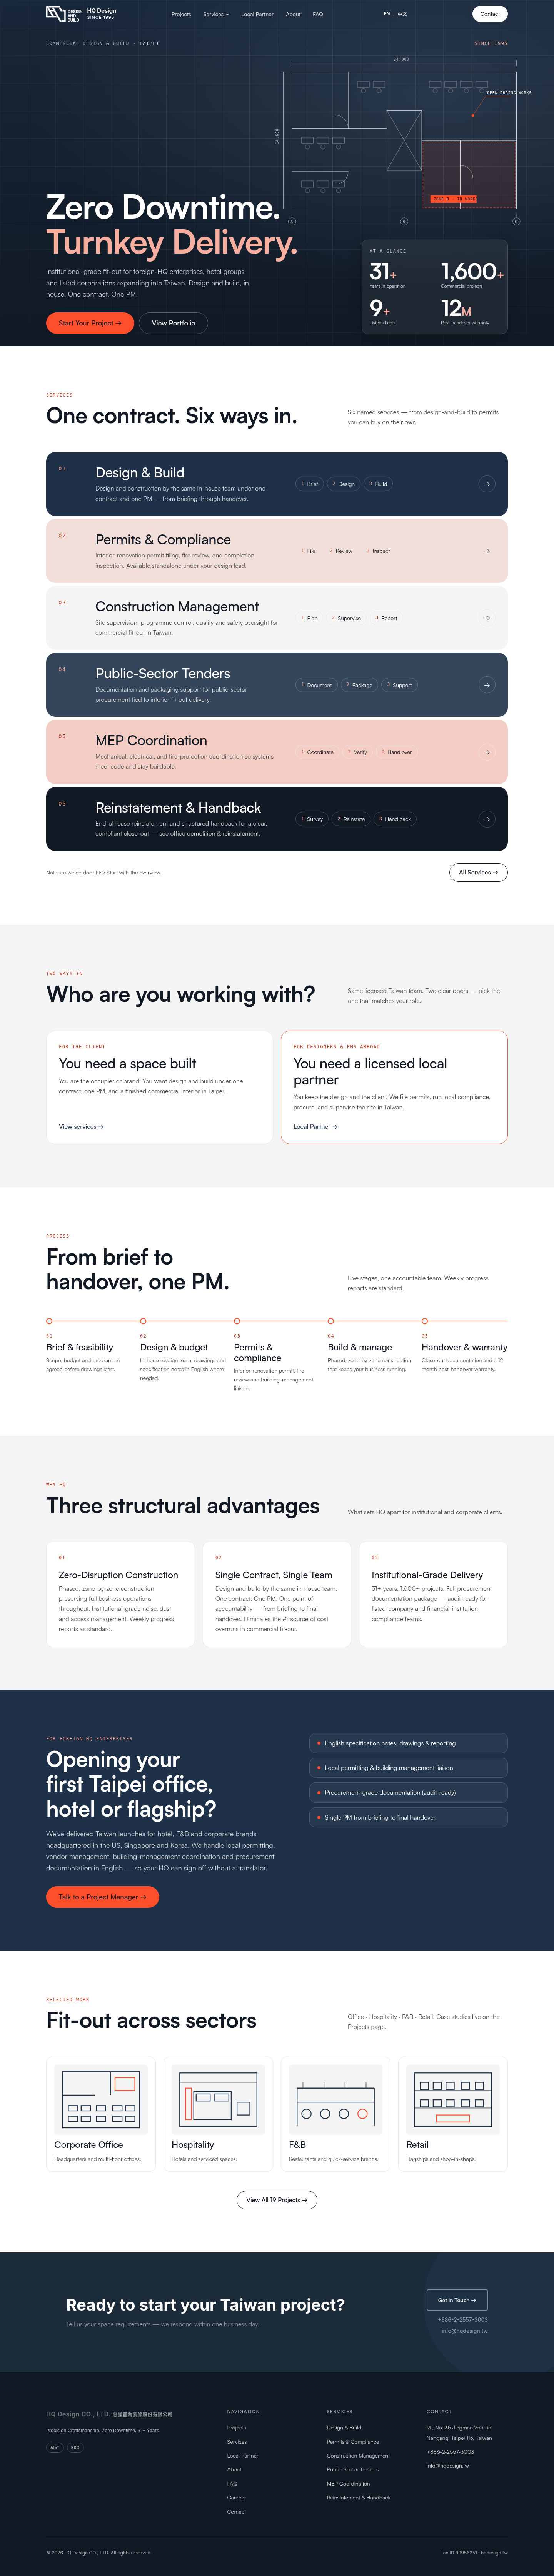 DESIGN
AND
BUILD
HQ Design
SINCE 1995
Projects
Services
Local Partner
About
FAQ
EN
中文
Contact
COMMERCIAL DESIGN & BUILD · TAIPEI
SINCE 1995
24,000
14,000
OPEN DURING WORKS
ZONE B · IN WORK
A
B
C
Zero Downtime.
Turnkey Delivery.
Institutional-grade fit-out for foreign-HQ enterprises, hotel groups
and listed corporations expanding into Taiwan. Design and build, in-
house. One contract. One PM.
Start Your Project →
View Portfolio
AT A GLANCE
31+
Years in operation
1,600+
Commercial projects
9+
Listed clients
12M
Post-handover warranty
SERVICES
One contract. Six ways in.
Six named services — from design-and-build to permits
you can buy on their own.
01
Design & Build
Design and construction by the same in-house team under one
contract and one PM — from briefing through handover.
1 Brief
2 Design
3 Build
→
02
Permits & Compliance
Interior-renovation permit filing, fire review, and completion
inspection. Available standalone under your design lead.
1 File
2 Review
3 Inspect
→
03
Construction Management
Site supervision, programme control, quality and safety oversight for
commercial fit-out in Taiwan.
1 Plan
2 Supervise
3 Report
→
04
Public-Sector Tenders
Documentation and packaging support for public-sector
procurement tied to interior fit-out delivery.
1 Document
2 Package
3 Support
→
05
MEP Coordination
Mechanical, electrical, and fire-protection coordination so systems
meet code and stay buildable.
1 Coordinate
2 Verify
3 Hand over
→
06
Reinstatement & Handback
End-of-lease reinstatement and structured handback for a clear,
compliant close-out — see office demolition & reinstatement.
1 Survey
2 Reinstate
3 Hand back
→
Not sure which door fits? Start with the overview.
All Services →
TWO WAYS IN
Who are you working with?
Same licensed Taiwan team. Two clear doors — pick the
one that matches your role.
FOR THE CLIENT
You need a space built
You are the occupier or brand. You want design and build under one
contract, one PM, and a finished commercial interior in Taipei.
View services →
FOR DESIGNERS & PMS ABROAD
You need a licensed local
partner
You keep the design and the client. We file permits, run local compliance,
procure, and supervise the site in Taiwan.
Local Partner →
PROCESS
From brief to
handover, one PM.
Five stages, one accountable team. Weekly progress
reports are standard.
01
Brief & feasibility
Scope, budget and programme
agreed before drawings start.
02
Design & budget
In-house design team; drawings and
specification notes in English where
needed.
03
Permits &
compliance
Interior-renovation permit, fire
review and building-management
liaison.
04
Build & manage
Phased, zone-by-zone construction
that keeps your business running.
05
Handover & warranty
Close-out documentation and a 12-
month post-handover warranty.
WHY HQ
Three structural advantages
What sets HQ apart for institutional and corporate clients.
01
Zero-Disruption Construction
Phased, zone-by-zone construction
preserving full business operations
throughout. Institutional-grade noise, dust
and access management. Weekly progress
reports as standard.
02
Single Contract, Single Team
Design and build by the same in-house team.
One contract. One PM. One point of
accountability — from briefing to final
handover. Eliminates the #1 source of cost
overruns in commercial fit-out.
03
Institutional-Grade Delivery
31+ years. 1,600+ projects. Full procurement
documentation package — audit-ready for
listed-company and financial-institution
compliance teams.
FOR FOREIGN-HQ ENTERPRISES
Opening your
first Taipei office,
hotel or flagship?
We've delivered Taiwan launches for hotel, F&B and corporate brands
headquartered in the US, Singapore and Korea. We handle local permitting,
vendor management, building-management coordination and procurement
documentation in English — so your HQ can sign off without a translator.
Talk to a Project Manager →
English specification notes, drawings & reporting
Local permitting & building management liaison
Procurement-grade documentation (audit-ready)
Single PM from briefing to final handover
SELECTED WORK
Fit-out across sectors
Office · Hospitality · F&B · Retail. Case studies live on the
Projects page.
Corporate Office
Headquarters and multi-floor offices.
Hospitality
Hotels and serviced spaces.
F&B
Restaurants and quick-service brands.
Retail
Flagships and shop-in-shops.
View All 19 Projects →
Ready to start your Taiwan project?
Tell us your space requirements — we respond within one business day.
Get in Touch →
+886-2-2557-3003
info@hqdesign.tw
HQ Design CO., LTD.
Precision Craftsmanship. Zero Downtime. 31+ Years.
AIoT
ESG
NAVIGATION
Projects
Services
Local Partner
About
FAQ
Careers
Contact
SERVICES
Design & Build
Permits & Compliance
Construction Management
Public-Sector Tenders
MEP Coordination
Reinstatement & Handback
CONTACT
9F, No.135 Jingmao 2nd Rd
Nangang, Taipei 115, Taiwan
+886-2-2557-3003
info@hqdesign.tw
© 2026 HQ Design CO., LTD. All rights reserved.
Tax ID 89956251 · hqdesign.tw